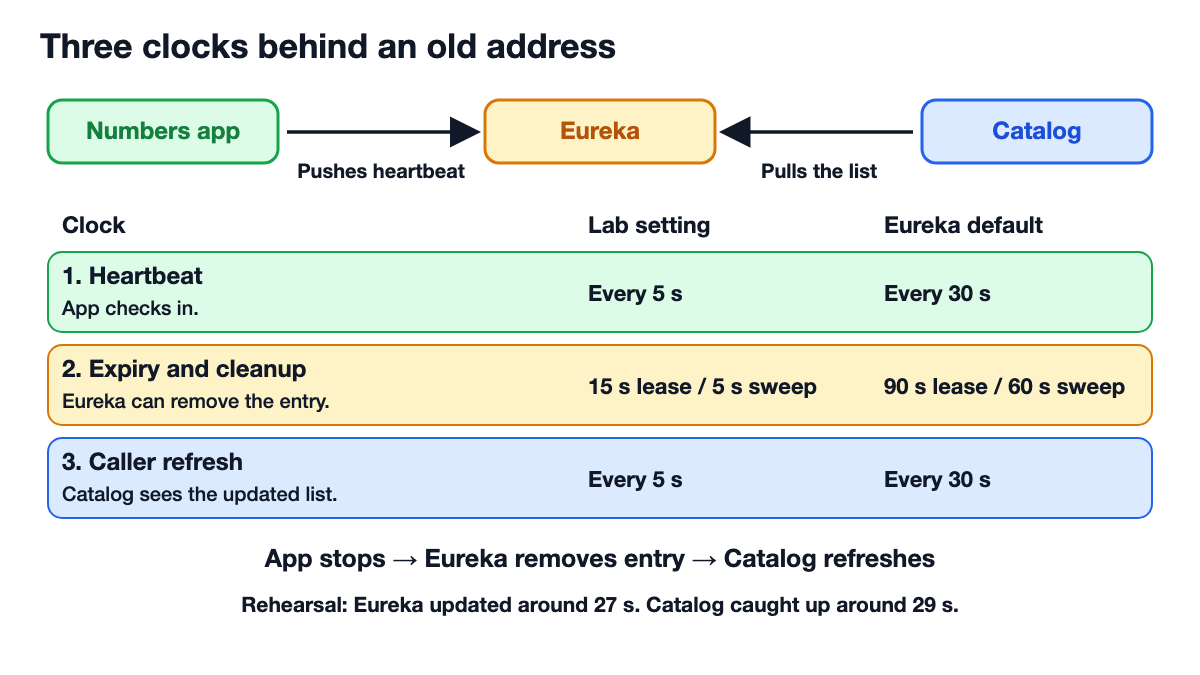 Three clocks behind an old address
Numbers app
Eureka
Catalog
Pushes heartbeat
Pulls the list
Clock
Lab setting
Eureka default
1. Heartbeat
App checks in.
Every 5 s
Every 30 s
2. Expiry and cleanup
Eureka can remove the entry.
15 s lease / 5 s sweep
90 s lease / 60 s sweep
3. Caller refresh
Catalog sees the updated list.
Every 5 s
Every 30 s
App stops → Eureka removes entry → Catalog refreshes
Rehearsal: Eureka updated around 27 s. Catalog caught up around 29 s.